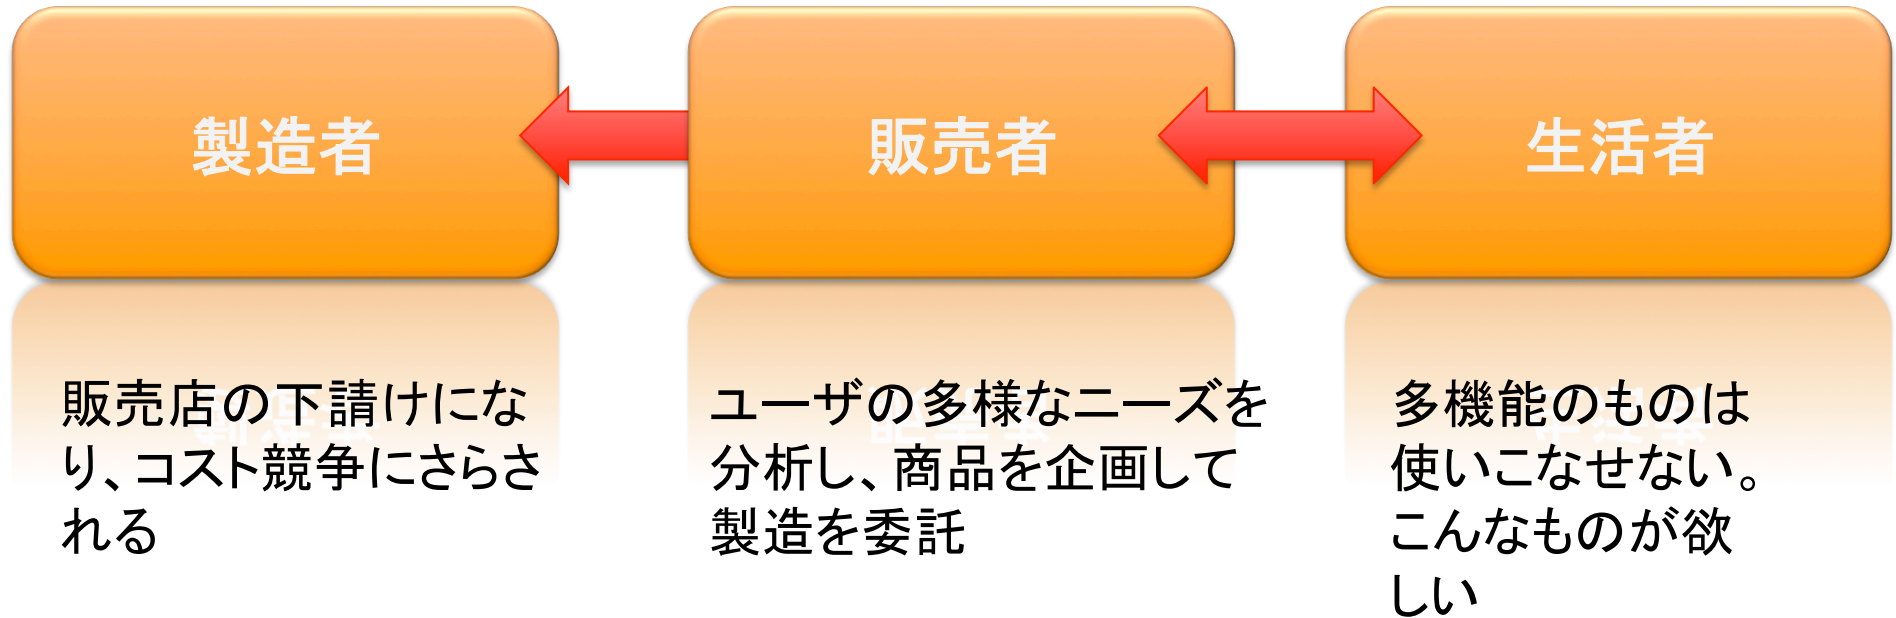 製造者
販売者
生活者
販売店の下請けにな
り、コスト競争にさらさ
れる
ユーザの多様なニーズを
分析し、商品を企画して
製造を委託
多機能のものは
使いこなせない。
こんなものが欲
しい